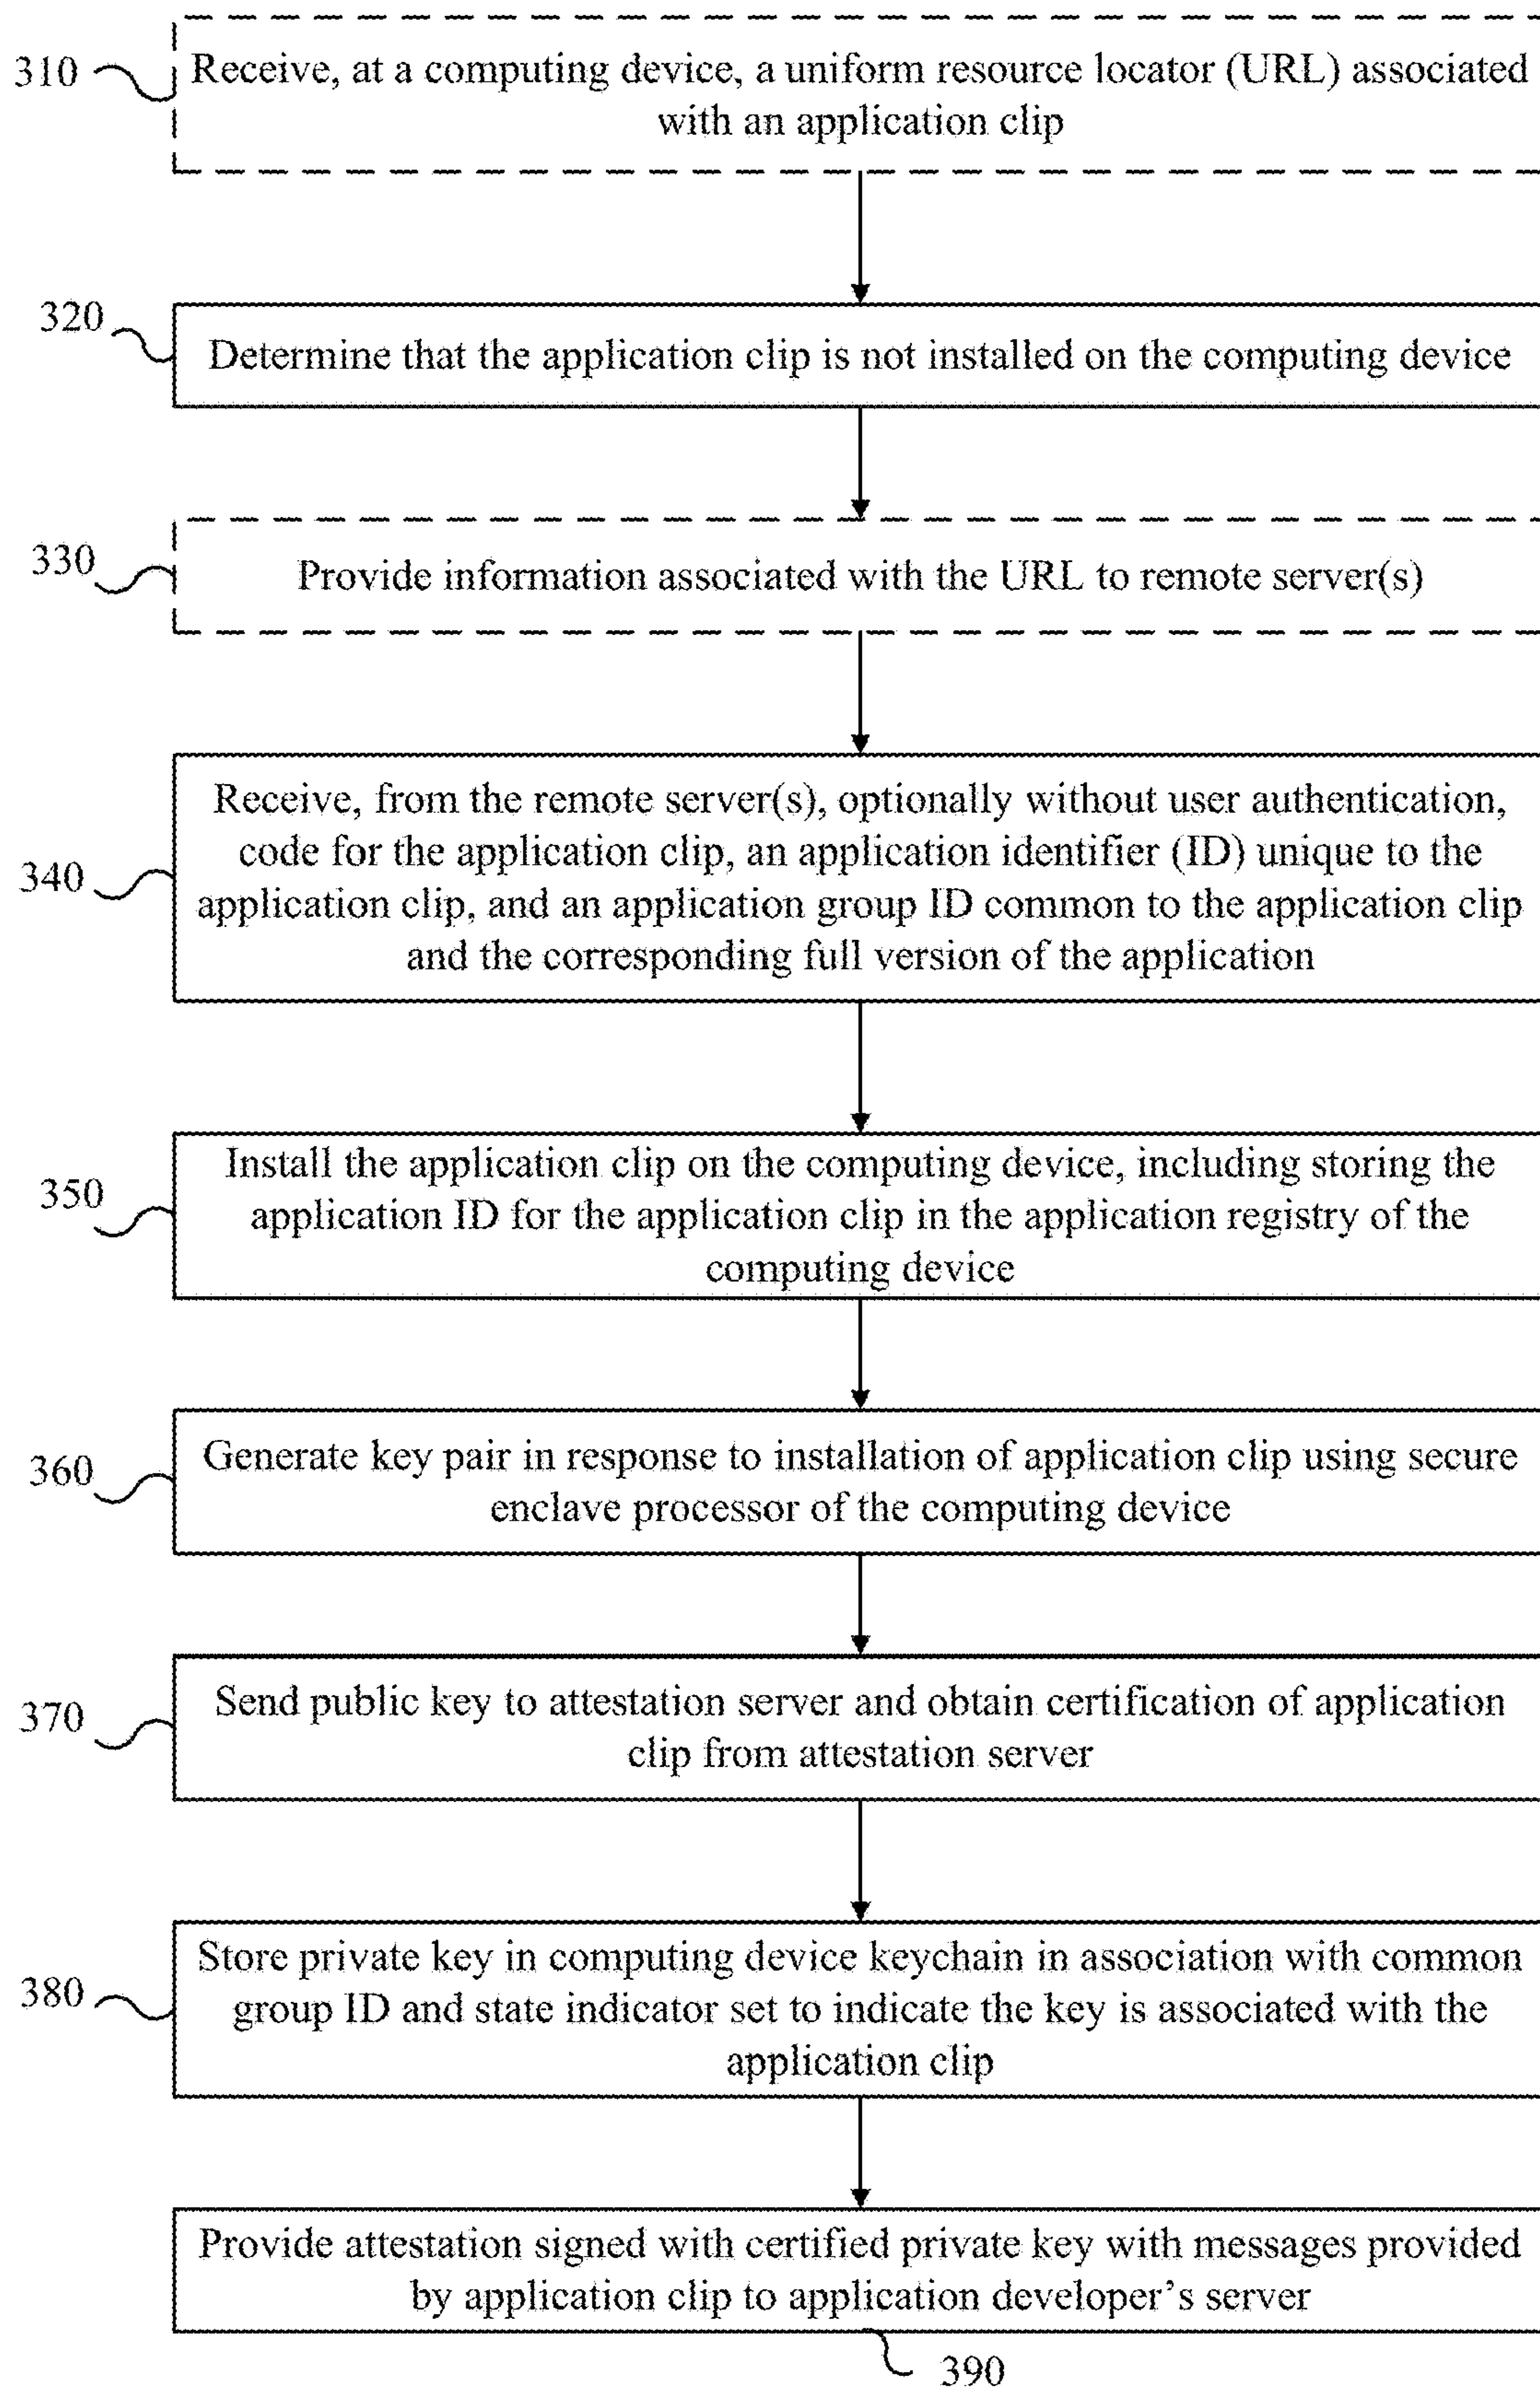 310
Receive, at a computing device, a uniform resource locator (URL) associated
with an application clip
320
Determine that the application clip is not installed on the computing device
330
Provide information associated with the URL to remote server(s)
340
Receive, from the remote server(s), optionally without user authentication,
code for the application clip, an application identifier (ID) unique to the
application clip, and an application group ID common to the application clip
and the corresponding full version of the application
350
Install the application clip on the computing device, including storing the
application ID for the application clip in the application registry of the
computing device
360
Generate key pair in response to installation of application clip using secure
enclave processor of the computing device
370
Send public key to attestation server and obtain certification of application
clip from attestation server
380
Store private key in computing device keychain in association with common
group ID and state indicator set to indicate the key is associated with the
application clip
Provide attestation signed with certified private key with messages provided
by application clip to application developer's server
390